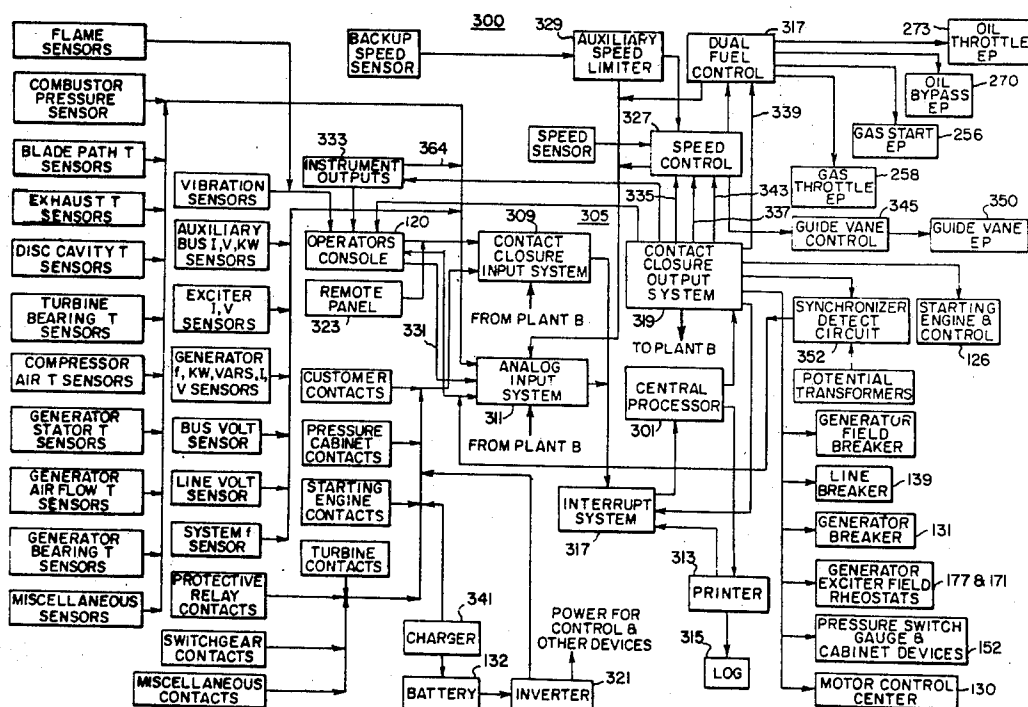 300
FLAME
SENSORS
COMBUSTOR
PRESSURE
SENSOR
BLADE PATH T
SENSORS
EXHAUST T
SENSORS
DISC CAVITY T
SENSORS
TURBINE
BEARING T
SENSORS
COMPRESSOR
AIR T SENSORS
GENERATOR
STATOR T
SENSORS
GENERATOR
AIR FLOW T
SENSORS
GENERATOR
BEARING T
SENSORS
MISCELLANEOUS
SENSORS
VIBRATION
SENSORS
AUXILIARY
BUS I,V,KW
SENSORS
EXCITER
I,V
SENSORS
GENERATOR
f,KW,VARS,I,
V SENSORS
BUS VOLT
SENSOR
LINE VOLT
SENSOR
SYSTEM f
SENSOR
PROTECTIVE
RELAY CONTACTS
SWITCHGEAR
CONTACTS
MISCELLANEOUS
CONTACTS
BACKUP
SPEED
SENSOR
329
AUXILIARY
SPEED
LIMITER
317
DUAL FUEL
CONTROL
273
OIL
THROTTLE
EP
OIL
BYPASS
EP
270
GAS START
EP
256
GAS
THROTTLE
EP
258
339
327
SPEED
SENSOR
SPEED
CONTROL
335
343
337
345
GUIDE VANE
CONTROL
350
GUIDE VANE
EP
333
INSTRUMENT
OUTPUTS
364
120
OPERATORS
CONSOLE
REMOTE
PANEL
323
331
309
305
CONTACT
CLOSURE
INPUT SYSTEM
FROM PLANT B
CONTACT
CLOSURE
OUTPUT
SYSTEM
319
TO PLANT B
SYNCHRONIZER
DETECT
CIRCUIT
352
STARTING
ENGINE &
CONTROL
126
POTENTIAL
TRANSFORMERS
CUSTOMER
CONTACTS
PRESSURE
CABINET
CONTACTS
STARTING
ENGINE
CONTACTS
TURBINE
CONTACTS
ANALOG
INPUT
SYSTEM
311
FROM PLANT B
CENTRAL
PROCESSOR
301
INTERRUPT
SYSTEM
317
313
PRINTER
315
LOG
341
CHARGER
132
BATTERY
POWER FOR
CONTROL &
OTHER DEVICES
INVERTER
321
GENERATOR
FIELD
BREAKER
LINE
BREAKER
139
GENERATOR
BREAKER
131
GENERATOR
EXCITER FIELD
RHEOSTATS
177 & 171
PRESSURE SWITCH
GAUGE &
CABINET DEVICES
152
MOTOR CONTROL
CENTER
130